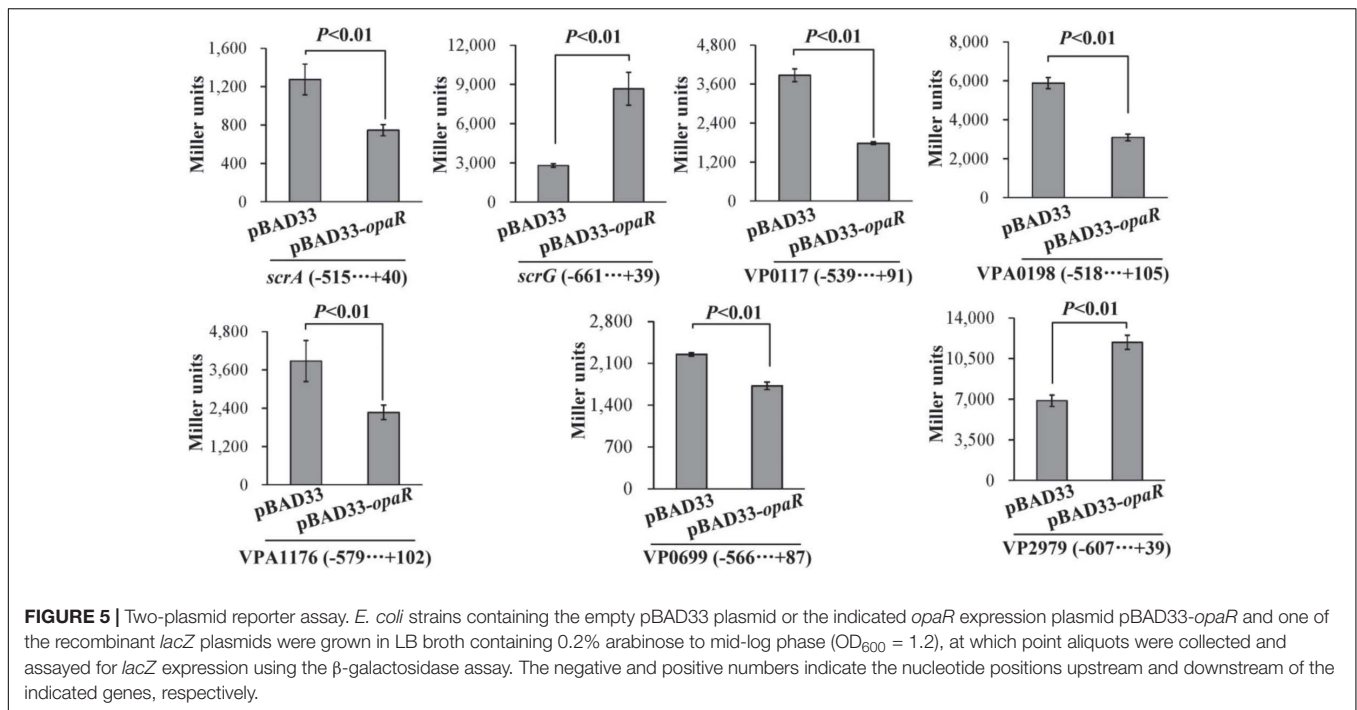 P<0.01
1,600
1,200
800
400
0
Miller units
pBAD33
pBAD33-opaR
scrA (-515···+40)
P<0.01
12,000
9,000
6,000
3,000
0
Miller units
pBAD33
pBAD33-opaR
scrG (-661···+39)
P<0.01
4,800
3,600
2,400
1,200
0
Miller units
pBAD33
pBAD33-opaR
VP0117 (-539···+91)
P<0.01
8,000
6,000
4,000
2,000
0
Miller units
pBAD33
pBAD33-opaR
VPA0198 (-518···+105)
P<0.01
4,800
3,600
2,400
1,200
0
Miller units
pBAD33
pBAD33-opaR
VPA1176 (-579···+102)
P<0.01
2,800
2,100
1,400
700
0
Miller units
pBAD33
pBAD33-opaR
VP0699 (-566···+87)
P<0.01
14,000
10,500
7,000
3,500
0
Miller units
pBAD33
pBAD33-opaR
VP2979 (-607···+39)
FIGURE 5 | Two-plasmid reporter assay. E. coli strains containing the empty pBAD33 plasmid or the indicated opaR expression plasmid pBAD33-opaR and one of
the recombinant lacZ plasmids were grown in LB broth containing 0.2% arabinose to mid-log phase (OD600 = 1.2), at which point aliquots were collected and
assayed for lacZ expression using the β-galactosidase assay. The negative and positive numbers indicate the nucleotide positions upstream and downstream of the
indicated genes, respectively.